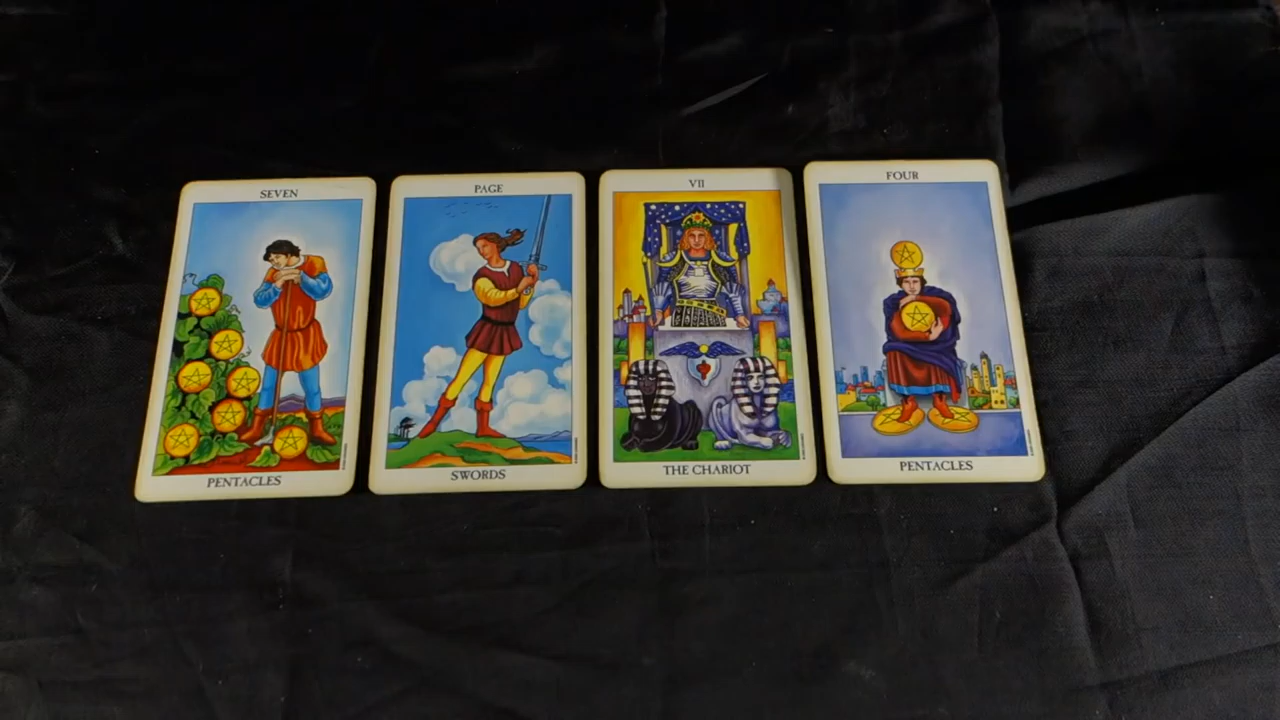 SEVEN
PENTACLES
PAGE
SWORDS
VII
THE CHARIOT
FOUR
PENTACLES